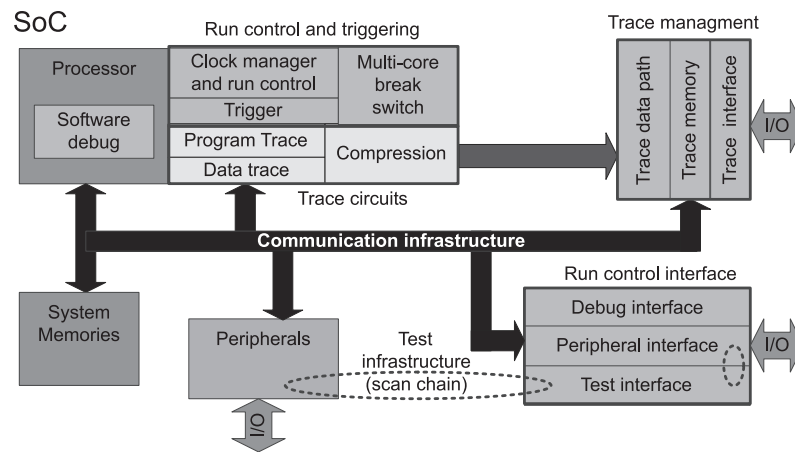 SoC
Run control and triggering
Trace managment
Processor
Software
debug
Clock manager
and run control
Trigger
Multi-core
break
switch
Program Trace
Data trace
Compression
Trace circuits
Trace data path
Trace memory
Trace interface
I/O
Communication infrastructure
System
Memories
Peripherals
I/O
Test
infrastructure
(scan chain)
Run control interface
Debug interface
Peripheral interface
Test interface
I/O